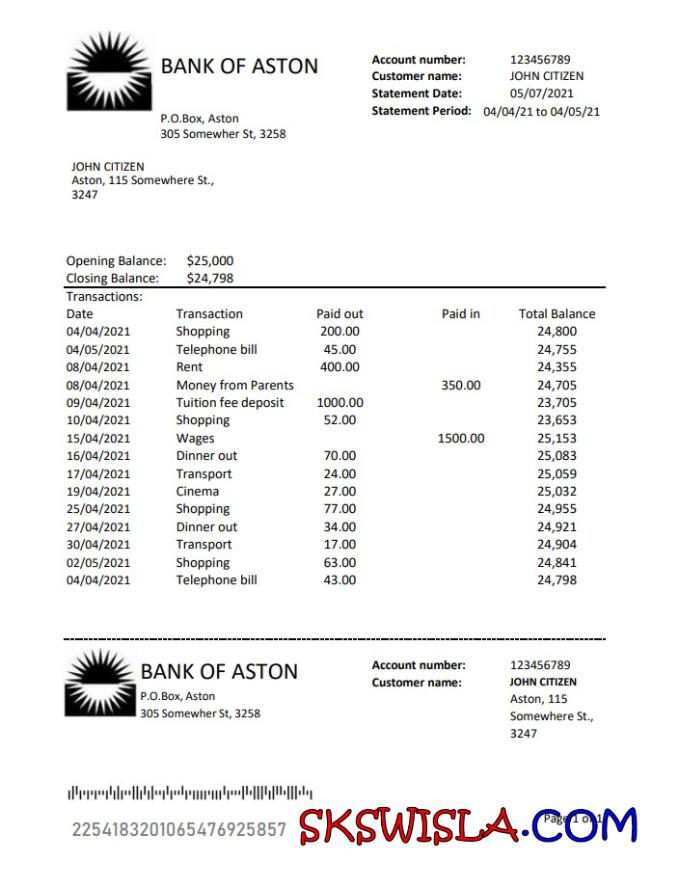 BANK OF ASTON
P.O.Box, Aston
305 Somewher St, 3258
Account number: 123456789
Customer name: JOHN CITIZEN
Statement Date: 05/07/2021
Statement Period: 04/04/21 to 04/05/21
JOHN CITIZEN
Aston, 115 Somewhere St.,
3247
Opening Balance: $25,000
Closing Balance: $24,798
Transactions:
Date Transaction Paid out Paid in Total Balance
04/04/2021 Shopping 200.00 24,800
04/05/2021 Telephone bill 45.00 24,755
08/04/2021 Rent 400.00 24,355
08/04/2021 Money from Parents 350.00 24,705
09/04/2021 Tuition fee deposit 1000.00 23,705
10/04/2021 Shopping 52.00 23,653
15/04/2021 Wages 1500.00 25,153
16/04/2021 Dinner out 70.00 25,083
17/04/2021 Transport 24.00 25,059
19/04/2021 Cinema 27.00 25,032
25/04/2021 Shopping 77.00 24,955
27/04/2021 Dinner out 34.00 24,921
30/04/2021 Transport 17.00 24,904
02/05/2021 Shopping 63.00 24,841
04/04/2021 Telephone bill 43.00 24,798
BANK OF ASTON
P.O.Box, Aston
305 Somewher St, 3258
Account number: 123456789
Customer name: JOHN CITIZEN
Aston, 115
Somewhere St.,
3247
Page 1 of 1
2254183201065476925857
SKSWISLA.COM